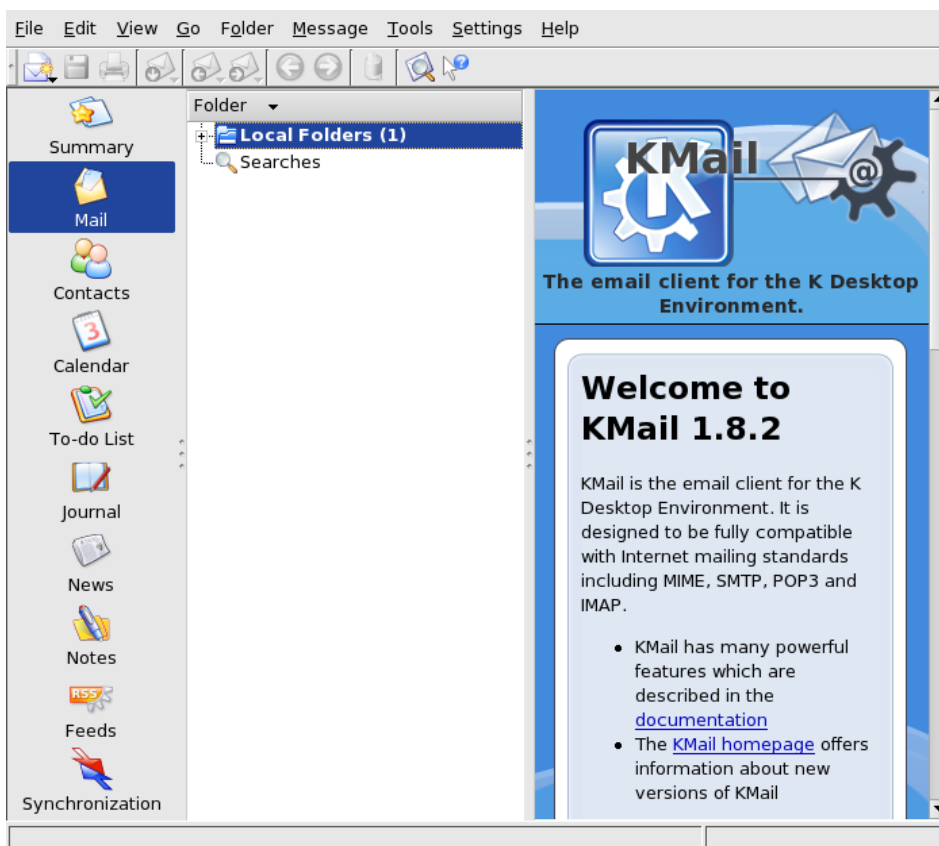 File Edit View Go Folder Message Tools Settings Help
Summary
Mail
Contacts
3
Calendar
To-do List
Journal
News
Notes
RSS
Feeds
Synchronization
Folder
Local Folders (1)
Searches
KMail
@
K
The email client for the K Desktop
Environment.
Welcome to
KMail 1.8.2
KMail is the email client for the K
Desktop Environment. It is
designed to be fully compatible
with Internet mailing standards
including MIME, SMTP, POP3 and
IMAP.
• KMail has many powerful
features which are
described in the
documentation
• The KMail homepage offers
information about new
versions of KMail